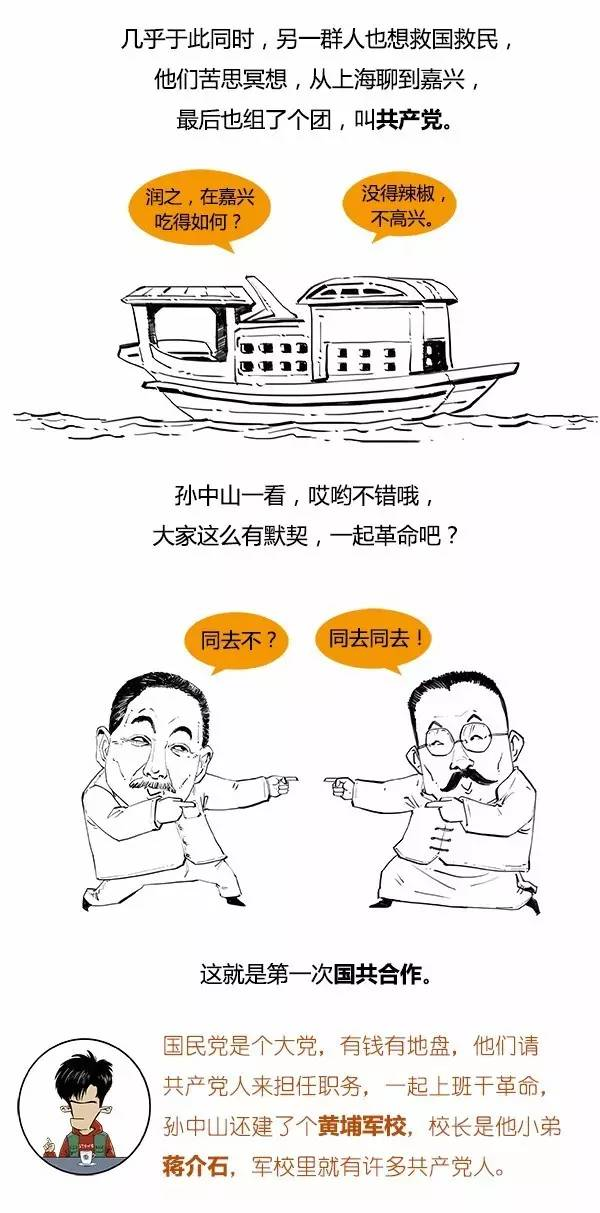 几乎于此同时，另一群人也想救国救民，
他们苦思冥想，从上海聊到嘉兴，
最后也组了个团，叫共产党。
润之，在嘉兴
吃得如何？
没得辣椒，
不高兴。
孙中山一看，哎哟不错哦，
大家这么有默契，一起革命吧？
同去不？
同去同去！
这就是第一次国共合作。
国民党是个大党，有钱有地盘，他们请
共产党人来担任职务，一起上班干革命，
孙中山还建了个黄埔军校，校长是他小弟
蒋介石，军校里就有许多共产党人。